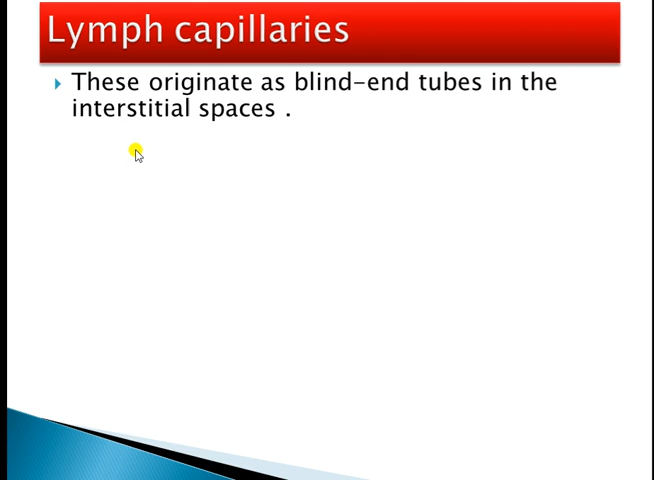 Lymph capillaries
These originate as blind-end tubes in the
interstitial spaces .